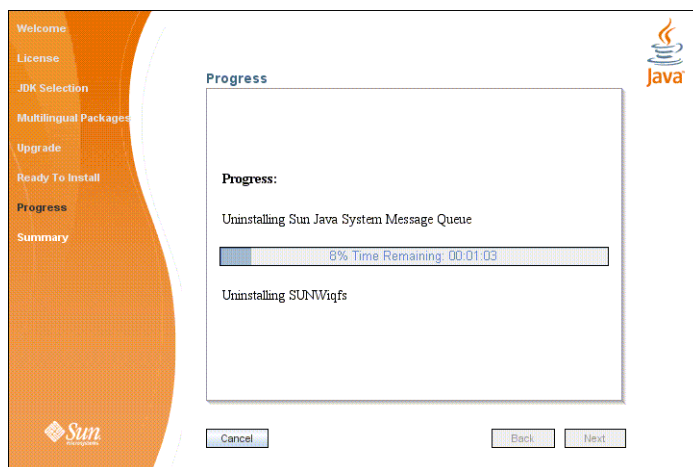 Welcome
License
JDK Selection
Multilingual Packages
Upgrade
Ready To Install
Progress
Summary
Sun
Java
Progress
Progress:
Uninstalling Sun Java System Message Queue
8% Time Remaining: 00:01:03
Uninstalling SUNWiqfs
Cancel
Back
Next